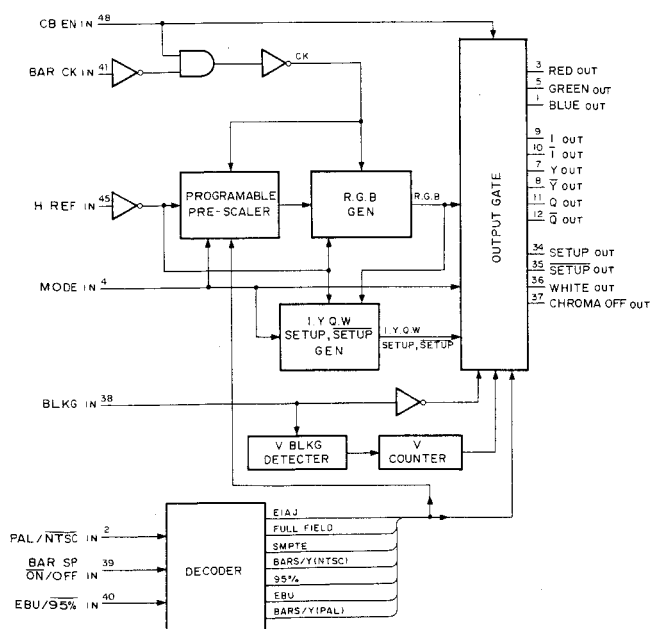 CB EN IN 48
BAR CK IN 41
CK
H REF IN 45
PROGRAMABLE
PRE-SCALER
R.G.B
GEN
R.G.B
MODE IN 4
I.Y.Q.W
SETUP, SETUP
GEN
I.Y.Q.W
SETUP, SETUP
BLKG IN 38
V BLKG
DETECTER
V
COUNTER
OUTPUT GATE
3 RED OUT
5 GREEN OUT
1 BLUE OUT
9 I OUT
10 I̅ OUT
7 Y OUT
8 Y̅ OUT
11 Q OUT
12 Q̅ OUT
34 SETUP OUT
35 S̅E̅T̅U̅P̅ OUT
36 WHITE OUT
37 CHROMA OFF OUT
PAL/N̅T̅S̅C̅ IN 2
BAR SP
O̅N̅/OFF IN 39
EBU/9̅5̅%̅ IN 40
DECODER
EIAJ
FULL FIELD
SMPTE
BARS/Y(NTSC)
95%
EBU
BARS/Y(PAL)